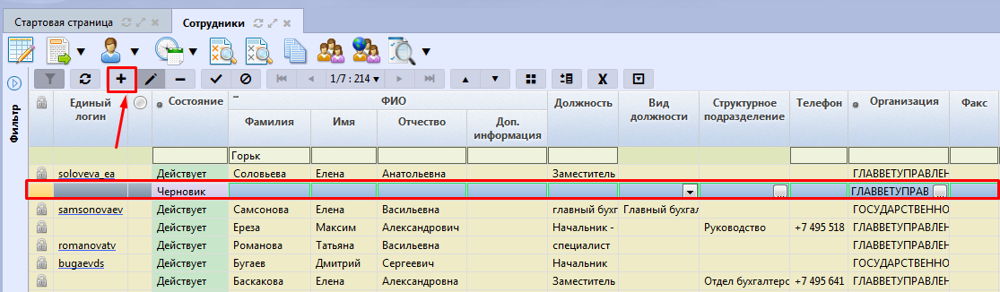 Стартовая страница Сотрудники
1/7 : 214
Фильтр
Единый логин Состояние ФИО Должность Вид должности Структурное подразделение Телефон Организация Факс
Фамилия Имя Отчество Доп. информация
Горьк
soloveva_ea Действует Соловьева Елена Анатольевна Заместитель ГЛАВВЕТУПРАВЛЕН
Черновик ГЛАВВЕТУПРАВ ...
samsonovaev Действует Самсонова Елена Васильевна главный бухг Главный бухгал ГОСУДАРСТВЕННО
Действует Ереза Максим Александрович Начальник - Руководство +7 495 518 ГЛАВВЕТУПРАВЛЕН
romanovatv Действует Романова Татьяна Васильевна специалист ГЛАВВЕТУПРАВЛЕН
bugaevds Действует Бугаев Дмитрий Сергеевич Начальник ГОСУДАРСТВЕННО
Действует Баскакова Елена Александровна Заместитель Отдел бухгалтерс +7 495 641 ГЛАВВЕТУПРАВЛЕН